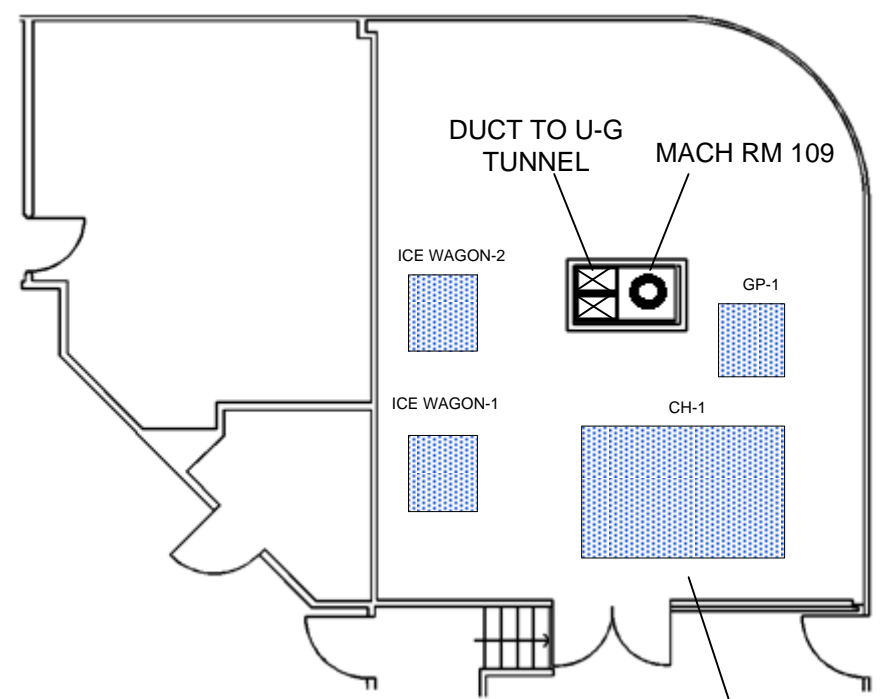 DUCT TO U-G
TUNNEL
MACH RM 109
ICE WAGON-2
GP-1
ICE WAGON-1
CH-1